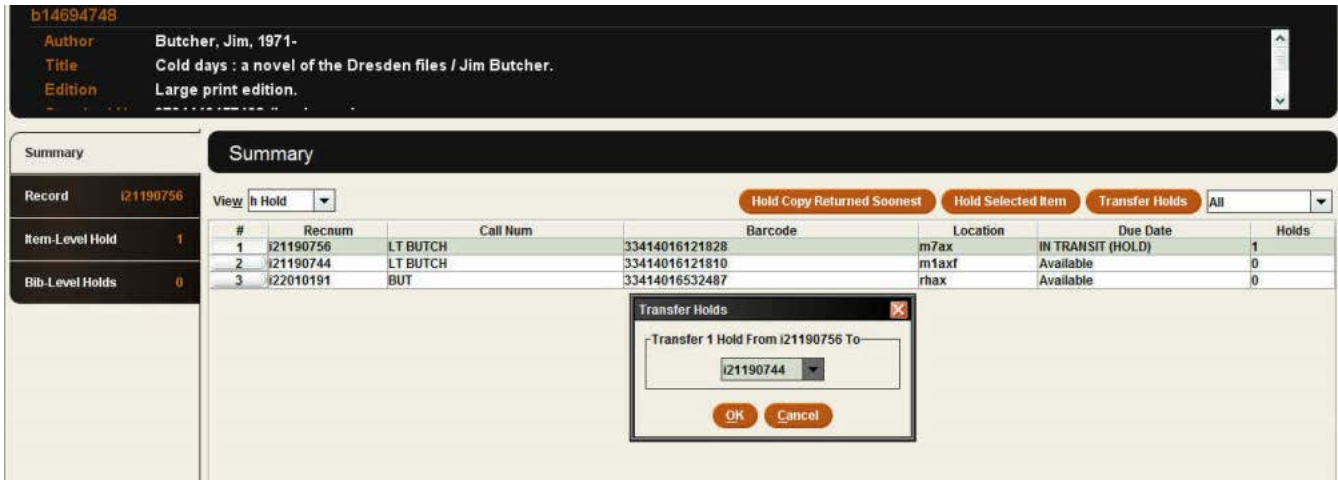 b14694748
Author Butcher, Jim, 1971-
Title Cold days : a novel of the Dresden files / Jim Butcher.
Edition Large print edition.
Summary
Summary
Record i21190756
View h Hold
Hold Copy Returned Soonest Hold Selected Item Transfer Holds All
Item-Level Hold 1
Bib-Level Holds 0
# Recnum Call Num Barcode Location Due Date Holds
1 i21190756 LT BUTCH 33414016121828 m7ax IN TRANSIT (HOLD) 1
2 i21190744 LT BUTCH 33414016121810 m1axf Available 0
3 i22010191 BUT 33414016532487 rhax Available 0
Transfer Holds
Transfer 1 Hold From i21190756 To
i21190744
OK Cancel